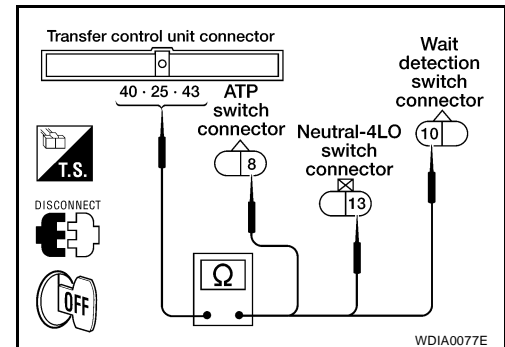 Transfer control unit connector
40 · 25 · 43
ATP
switch
connector
8
Neutral-4LO
switch
connector
13
Wait
detection
switch
connector
10
T.S.
DISCONNECT
OFF
Ω
WDIA0077E